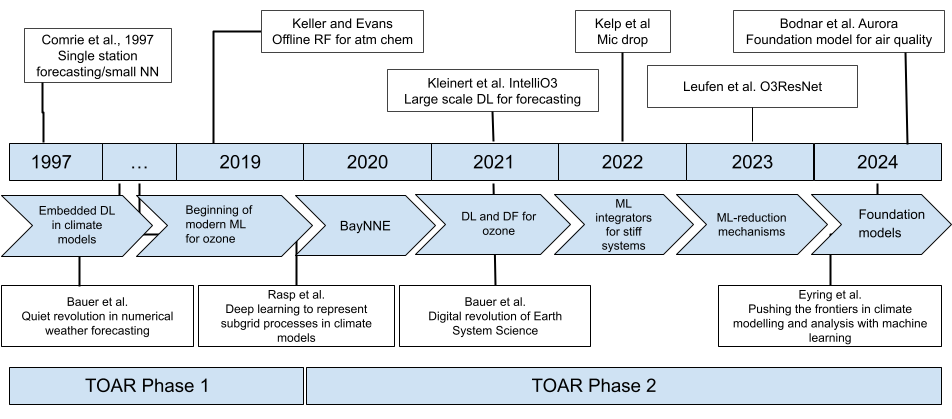 Keller and Evans
Offline RF for atm chem
Kelp et al
Mic drop
Bodnar et al. Aurora
Foundation model for air quality
Comrie et al., 1997
Single station
forecasting/small NN
Kleinert et al. IntelliO3
Large scale DL for forecasting
Leufen et al. O3ResNet
1997
...
2019
2020
2021
2022
2023
2024
Embedded DL
in climate
models
Beginning of
modern ML
for ozone
BayNNE
DL and DF for
ozone
ML
integrators
for stiff
systems
ML-reduction
mechanisms
Foundation
models
Bauer et al.
Quiet revolution in numerical
weather forecasting
Rasp et al.
Deep learning to represent
subgrid processes in climate
models
Bauer et al.
Digital revolution of Earth
System Science
Eyring et al.
Pushing the frontiers in climate
modelling and analysis with machine
learning
TOAR Phase 1
TOAR Phase 2